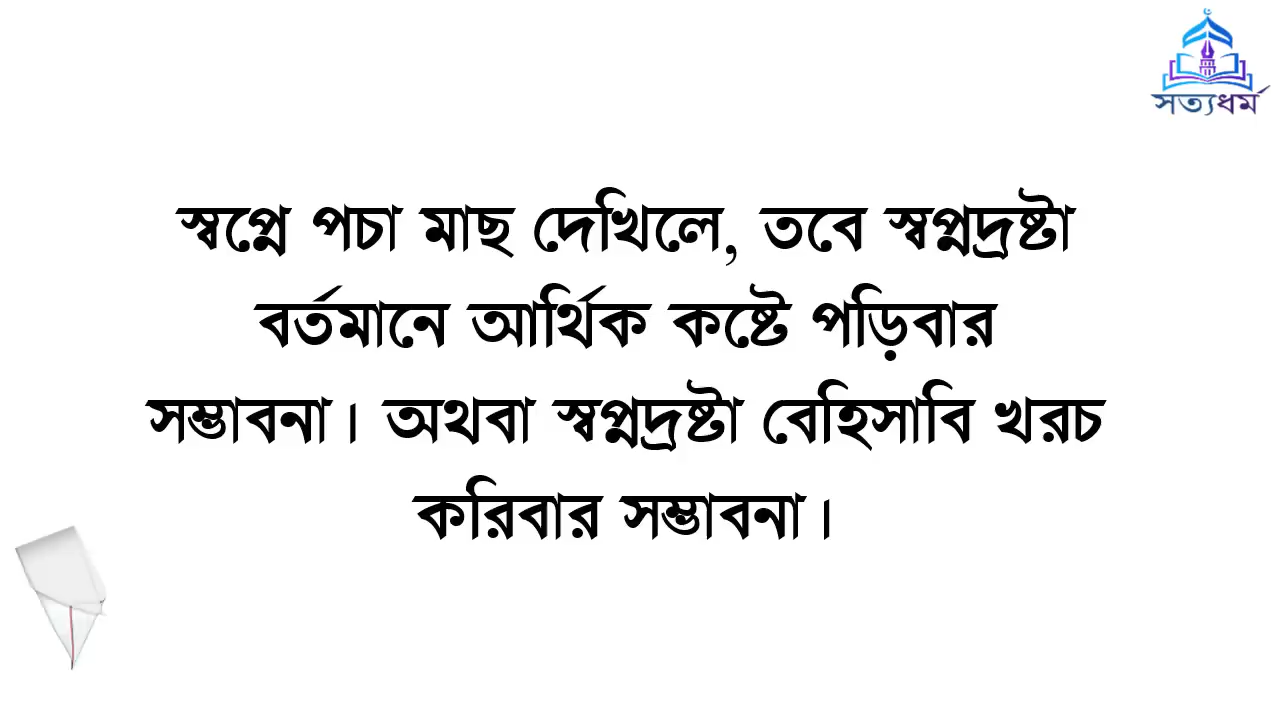 সত্যধর্ম
স্বপ্নে পচা মাছ দেখিলে, তবে স্বপ্নদ্রষ্টা
বর্তমানে আর্থিক কষ্টে পড়িবার
সম্ভাবনা। অথবা স্বপ্নদ্রষ্টা বেহিসাবি খরচ
করিবার সম্ভাবনা।